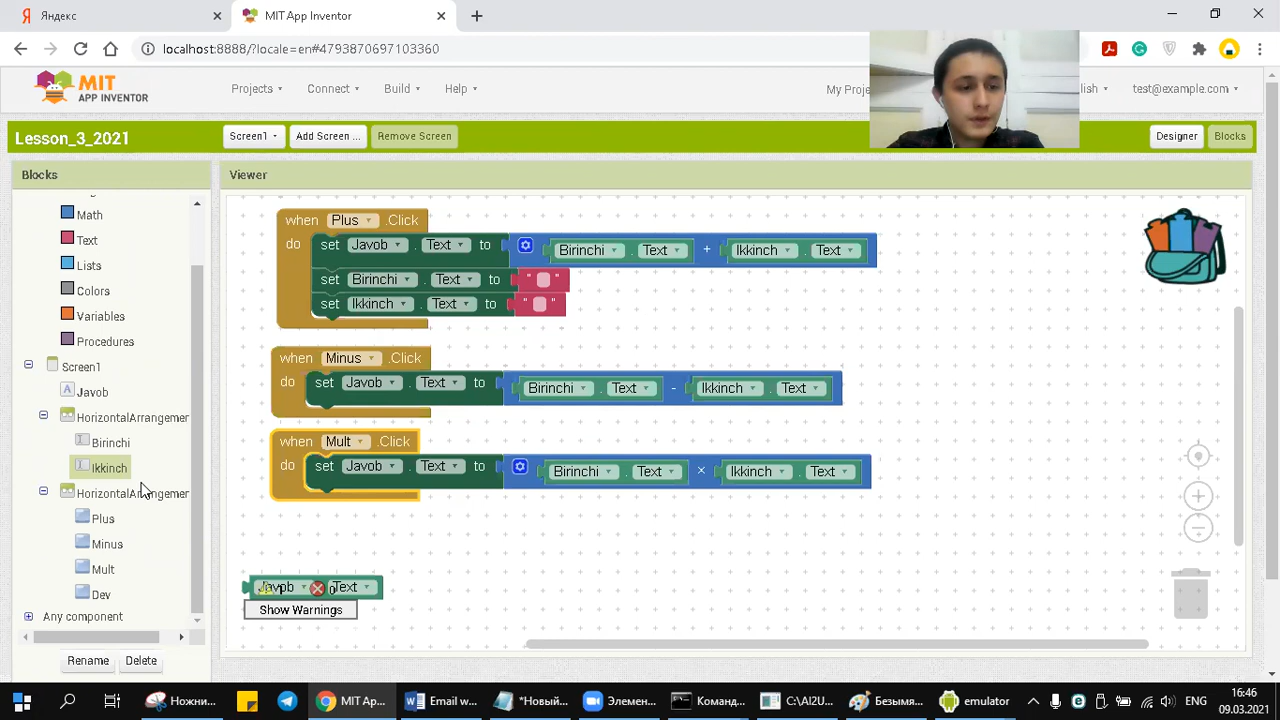 Яндекс
MIT App Inventor
localhost:8888/?locale=en#4793870697103360
MIT
APP INVENTOR
Projects
Connect
Build
Help
My Proje
lish
test@example.com
Lesson_3_2021
Screen1
Add Screen ...
Remove Screen
Designer
Blocks
Blocks
Viewer
Math
Text
Lists
Colors
Variables
Procedures
Screen1
Javob
HorizontalArrangemer
Birinchi
Ikkinch
HorizontalArrangemer
Plus
Minus
Mult
Dev
Any component
Rename
Delete
when Plus .Click
do set Javob . Text to Birinchi . Text + Ikkinch . Text
set Birinchi . Text to " "
set Ikkinch . Text to " "
when Minus .Click
do set Javob . Text to Birinchi . Text - Ikkinch . Text
when Mult .Click
do set Javob . Text to Birinchi . Text × Ikkinch . Text
Javob . Text
0
Show Warnings
Ножни...
MIT Ap...
Email w...
*Новый...
Элемен...
Команд...
C:\AI2U...
Безымя...
emulator
ENG
16:46
09.03.2021